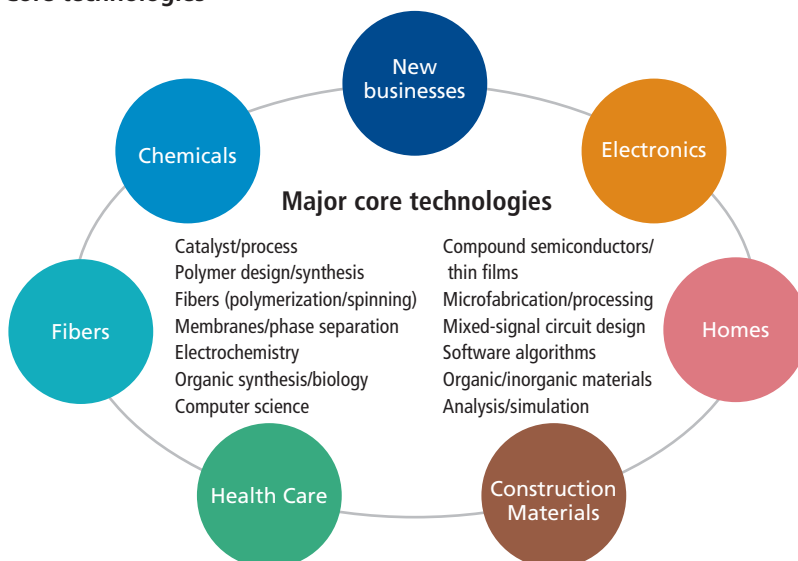 Core technologies
New
businesses
Chemicals
Electronics
Major core technologies
Catalyst/process
Polymer design/synthesis
Fibers (polymerization/spinning)
Membranes/phase separation
Electrochemistry
Organic synthesis/biology
Computer science
Compound semiconductors/
thin films
Microfabrication/processing
Mixed-signal circuit design
Software algorithms
Organic/inorganic materials
Analysis/simulation
Fibers
Homes
Health Care
Construction
Materials